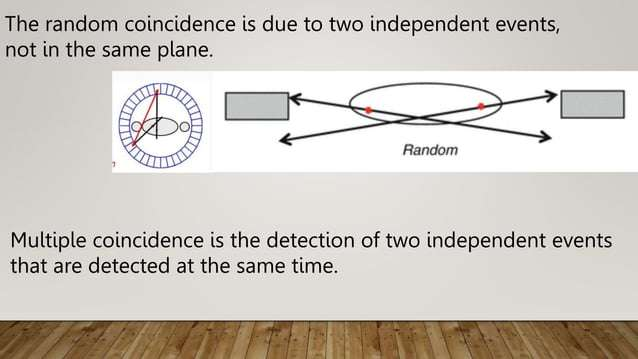 The random coincidence is due to two independent events,
not in the same plane.
Random
Multiple coincidence is the detection of two independent events
that are detected at the same time.